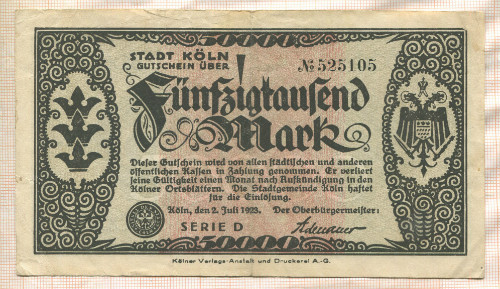 50000
STADT KÖLN
GUTSCHEIN ÜBER
№ 525105
Fünfzigtausend
Mark
Dieser Gutschein wird von allen städtischen und anderen
öffentlichen Kassen in Zahlung genommen. Er verliert
seine Gültigkeit einen Monat nach Aufkündigung in den
Kölner Ortsblättern. Die Stadtgemeinde Köln haftet
für die Einlösung.
Köln, den 2. Juli 1923. Der Oberbürgermeister:
SERIE D
Adenauer
50000
Kölner Verlags-Anstalt und Druckerei A.-G.